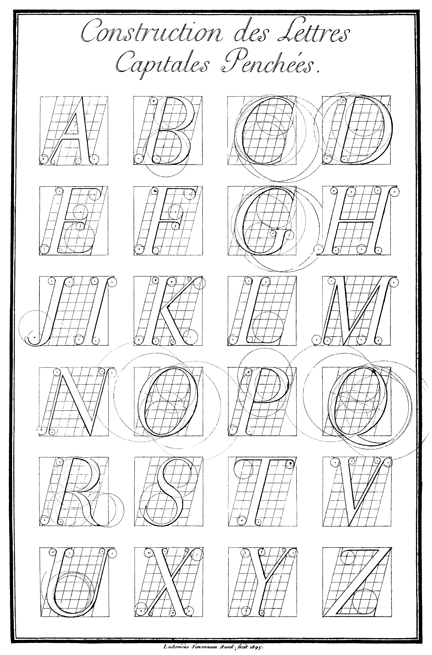 Construction des Lettres
Capitales Penchées.
A B C D
E F G H
J I K L M
N O P Q
R S T V
U X Y Z
Ludovicus Simonneau Aurel. fecit 1695.